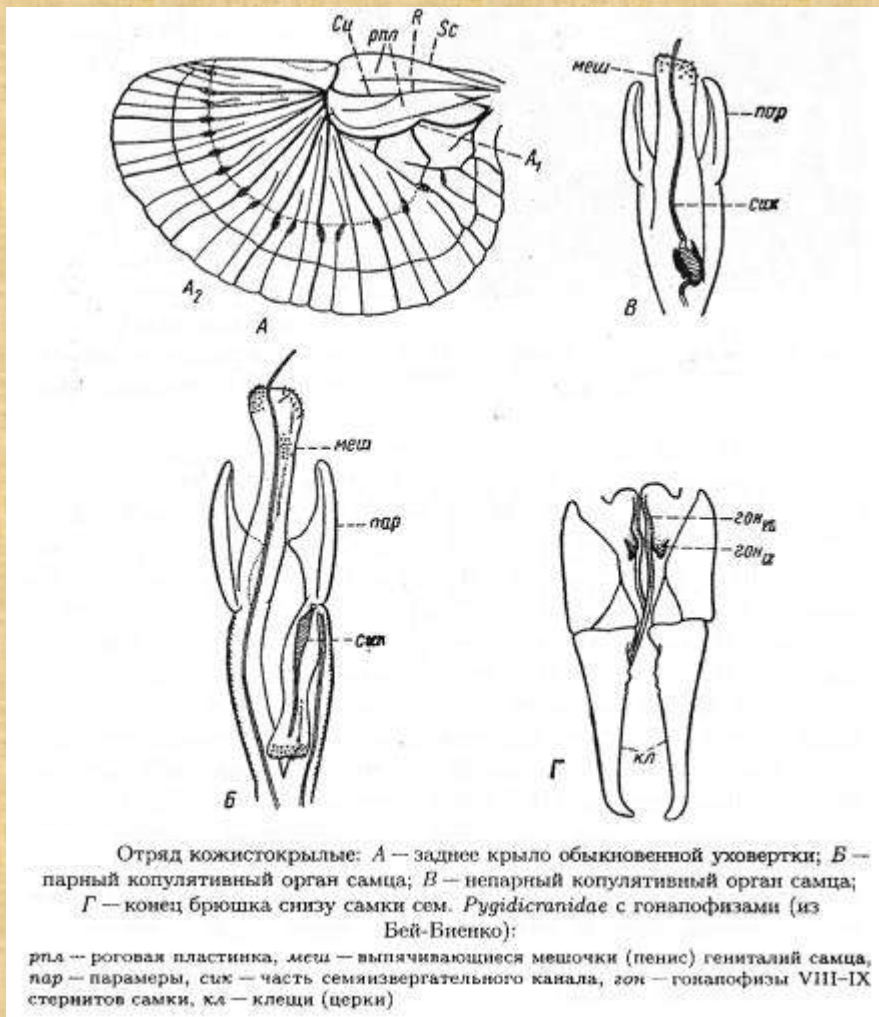 Cu рпл R Sc
меш
пар
A₁
сик
A₂
А
В
меш
пар
гон VIII
гон IX
сик
кл
Б
Г
Отряд кожистокрылые: А — заднее крыло обыкновенной уховертки; Б —
парный копулятивный орган самца; В — непарный копулятивный орган самца;
Г — конец брюшка снизу самки сем. Pygidicranidae с гонапофизами (из
Бей-Биенко):
рпл — роговая пластинка, меш — выпячивающиеся мешочки (пенис) гениталий самца,
пар — парамеры, сик — часть семяизвергательного канала, гон — гонапофизы VIII–IX
стернитов самки, кл — клещи (церки)